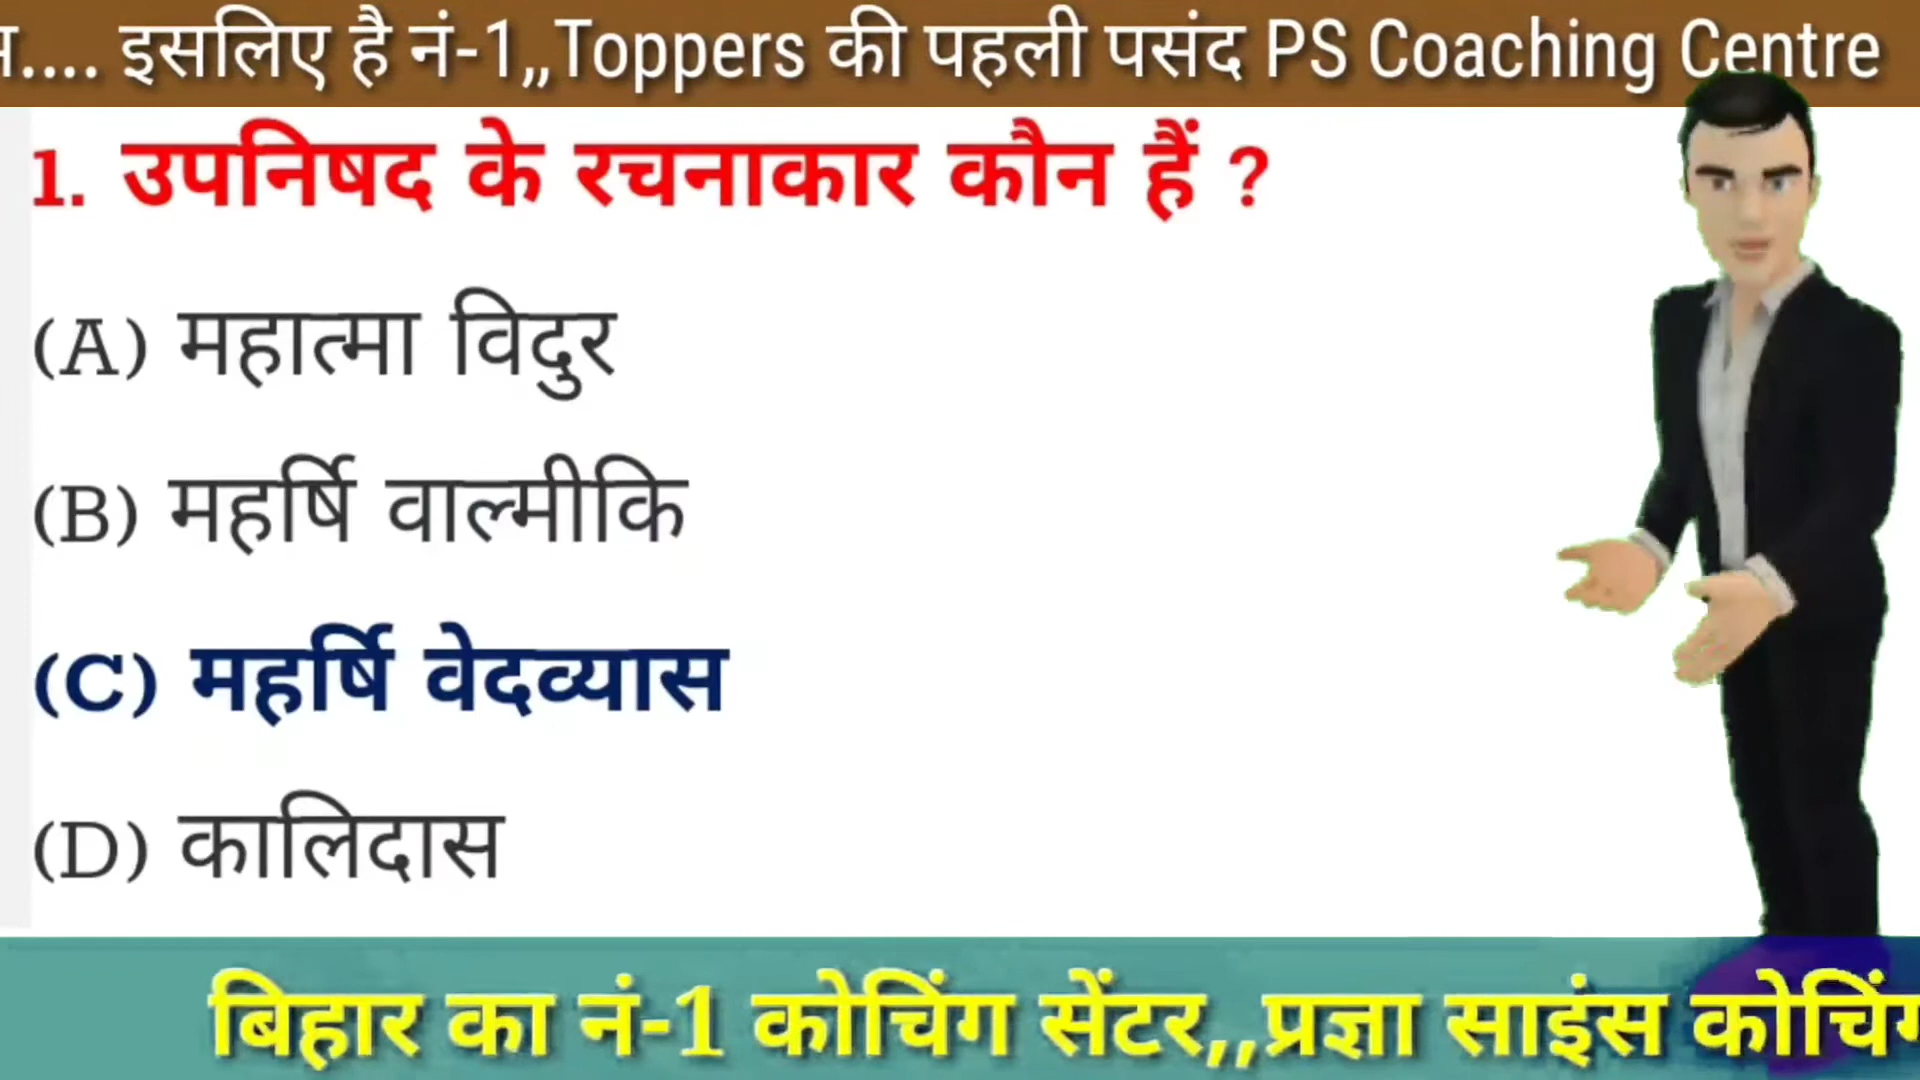 .... इसलिए है नं-1,,Toppers की पहली पसंद PS Coaching Centre
1. उपनिषद के रचनाकार कौन हैं ?
(A) महात्मा विदुर
(B) महर्षि वाल्मीकि
(C) महर्षि वेदव्यास
(D) कालिदास
बिहार का नं-1 कोचिंग सेंटर,,प्रज्ञा साइंस कोचिंग